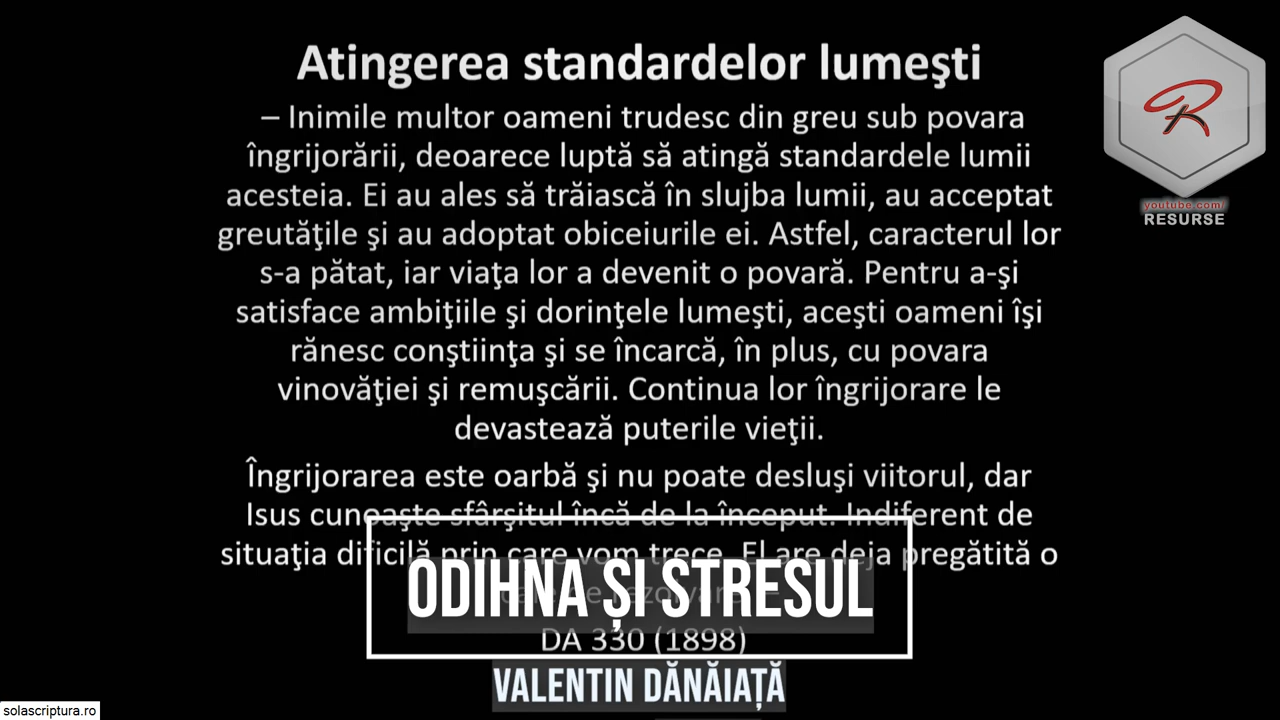 Atingerea standardelor lumeşti
– Inimile multor oameni trudesc din greu sub povara
îngrijorării, deoarece luptă să atingă standardele lumii
acesteia. Ei au ales să trăiască în slujba lumii, au acceptat
greutăţile şi au adoptat obiceiurile ei. Astfel, caracterul lor
s-a pătat, iar viaţa lor a devenit o povară. Pentru a-şi
satisface ambiţiile şi dorinţele lumeşti, aceşti oameni îşi
rănesc conştiinţa şi se încarcă, în plus, cu povara
vinovăţiei şi remuşcării. Continua lor îngrijorare le
devastează puterile vieţii.
Îngrijorarea este oarbă şi nu poate desluşi viitorul, dar
Isus cunoaşte sfârşitul încă de la început. Indiferent de
situaţia dificilă prin care vom trece, El are deja pregătită o
ODIHNA ȘI STRESUL
DA 330 (1898)
VALENTIN DĂNĂIAȚĂ
R
youtube.com/
RESURSE
solascriptura.ro